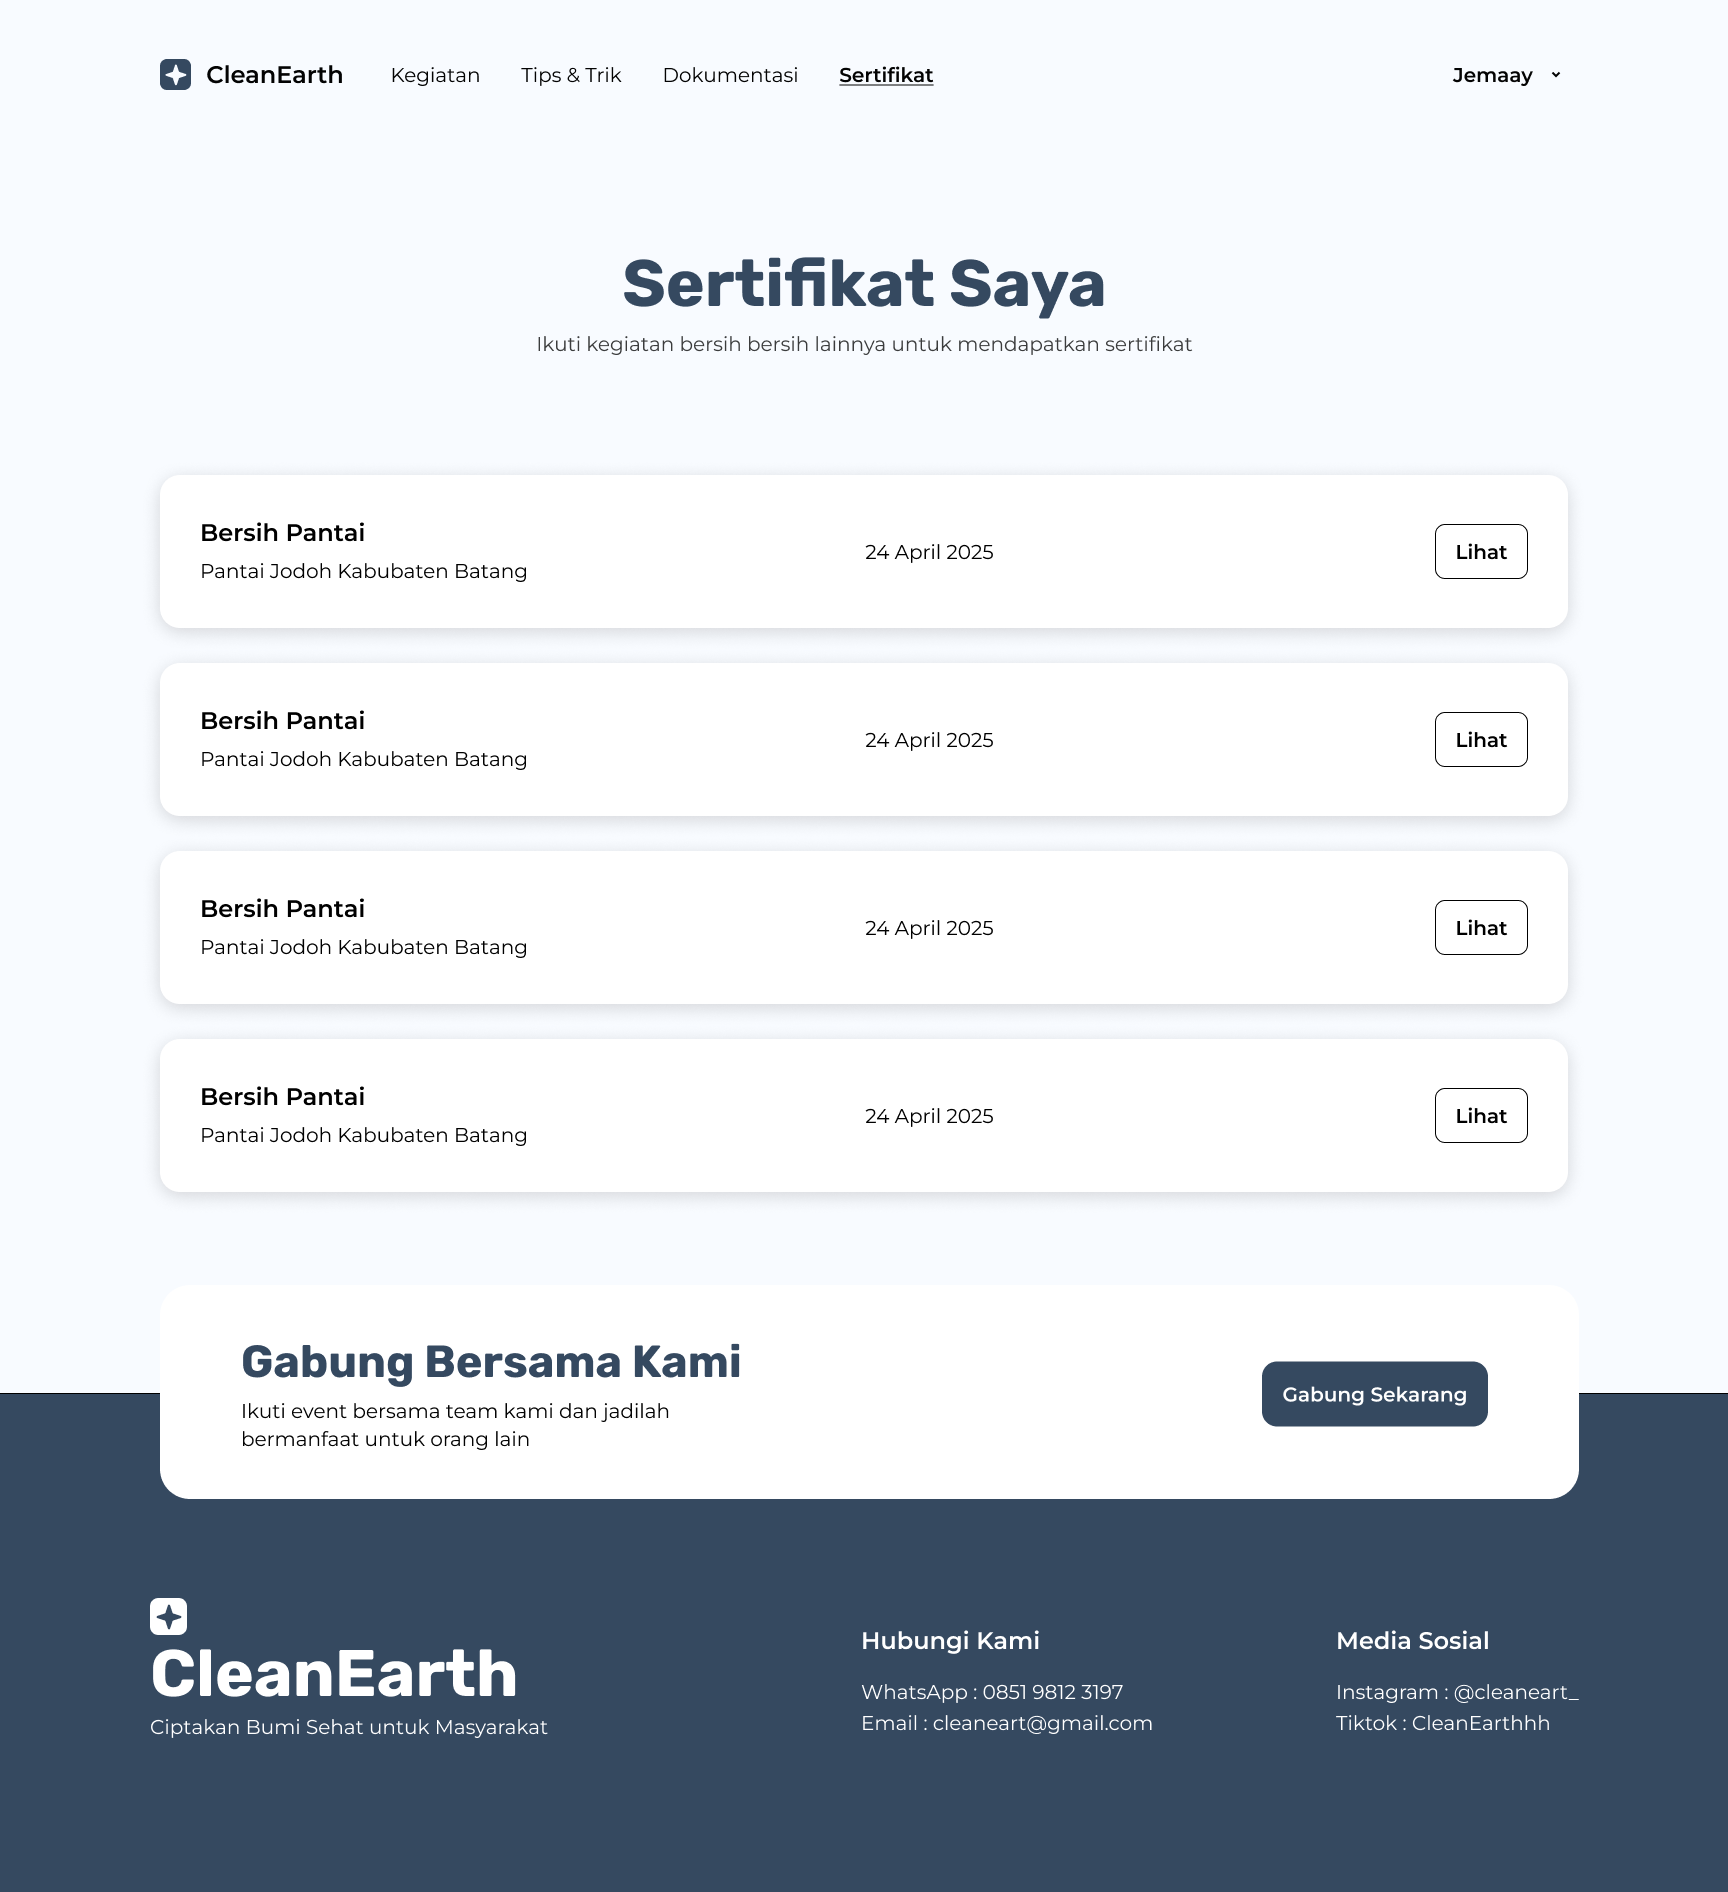 CleanEarth
Kegiatan
Tips & Trik
Dokumentasi
Sertifikat
Jemaay
Sertifikat Saya
Ikuti kegiatan bersih bersih lainnya untuk mendapatkan sertifikat
Bersih Pantai
Pantai Jodoh Kabubaten Batang
24 April 2025
Lihat
Bersih Pantai
Pantai Jodoh Kabubaten Batang
24 April 2025
Lihat
Bersih Pantai
Pantai Jodoh Kabubaten Batang
24 April 2025
Lihat
Bersih Pantai
Pantai Jodoh Kabubaten Batang
24 April 2025
Lihat
Gabung Bersama Kami
Ikuti event bersama team kami dan jadilah
bermanfaat untuk orang lain
Gabung Sekarang
CleanEarth
Ciptakan Bumi Sehat untuk Masyarakat
Hubungi Kami
WhatsApp : 0851 9812 3197
Email : cleaneart@gmail.com
Media Sosial
Instagram : @cleaneart_
Tiktok : CleanEarthhh